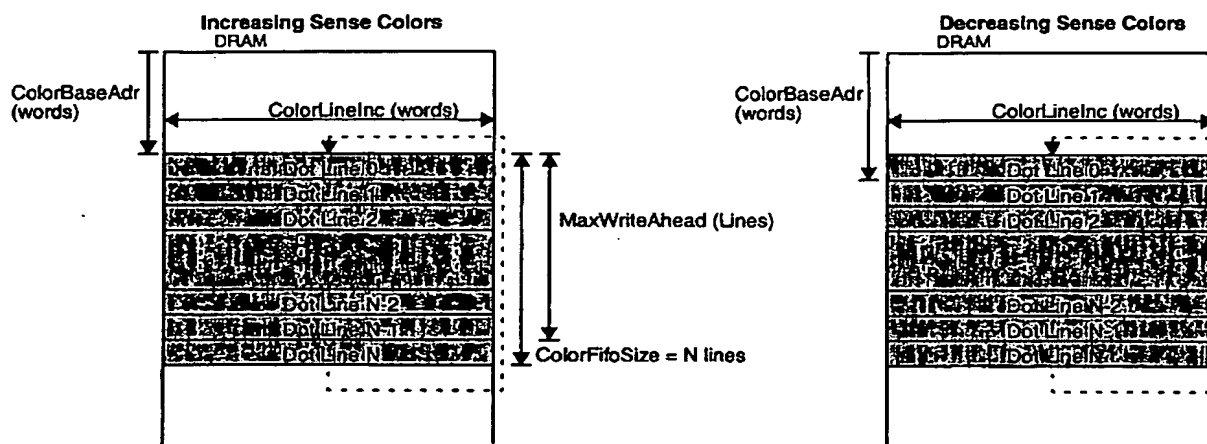 Increasing Sense Colors
DRAM
ColorBaseAdr
(words)
ColorLineInc (words)
Dot Line 0
Dot Line 1
Dot Line 2
Dot Line N-2
Dot Line N-1
Dot Line N
MaxWriteAhead (Lines)
ColorFifoSize = N lines
Decreasing Sense Colors
DRAM
ColorBaseAdr
(words)
ColorLineInc (words)
Dot Line 0
Dot Line 1
Dot Line 2
Dot Line N-2
Dot Line N-1
Dot Line N